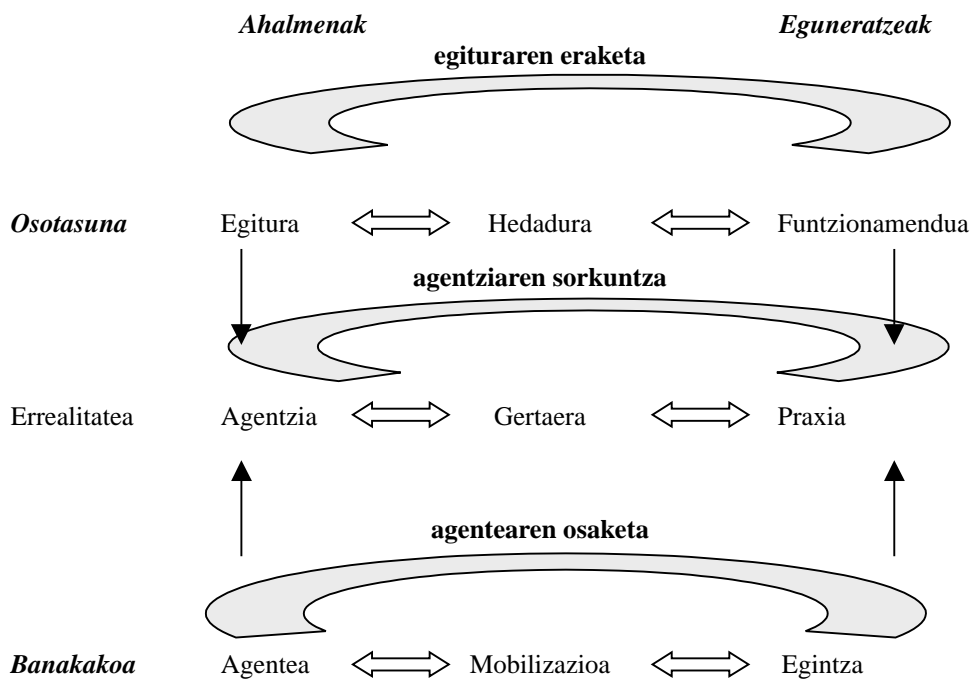 Ahalmenak Eguneratzeak
egituraren eraketa
Osotasuna Egitura Hedadura Funtzionamendua
agentziaren sorkuntza
Errealitatea Agentzia Gertaera Praxia
agentearen osaketa
Banakakoa Agentea Mobilizazioa Egintza